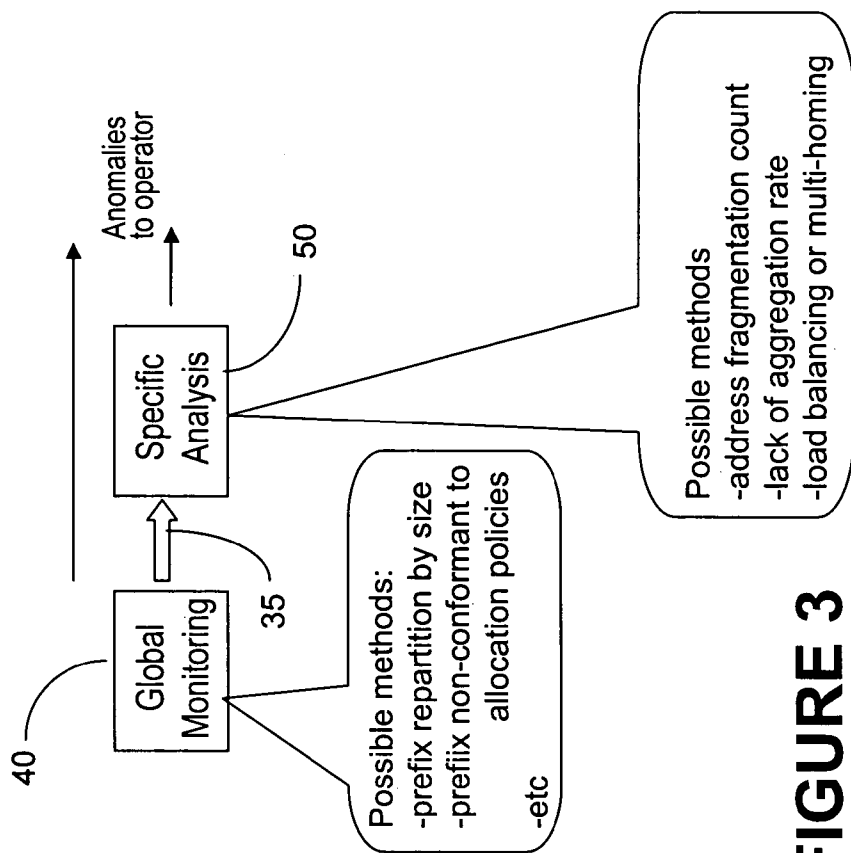 40
Global
Monitoring
35
Specific
Analysis
50
Anomalies
to operator
Possible methods:
-prefix repartition by size
-prefiix non-conformant to
allocation policies
-etc
Possible methods
-address fragmentation count
-lack of aggregation rate
-load balancing or multi-homing
FIGURE 3